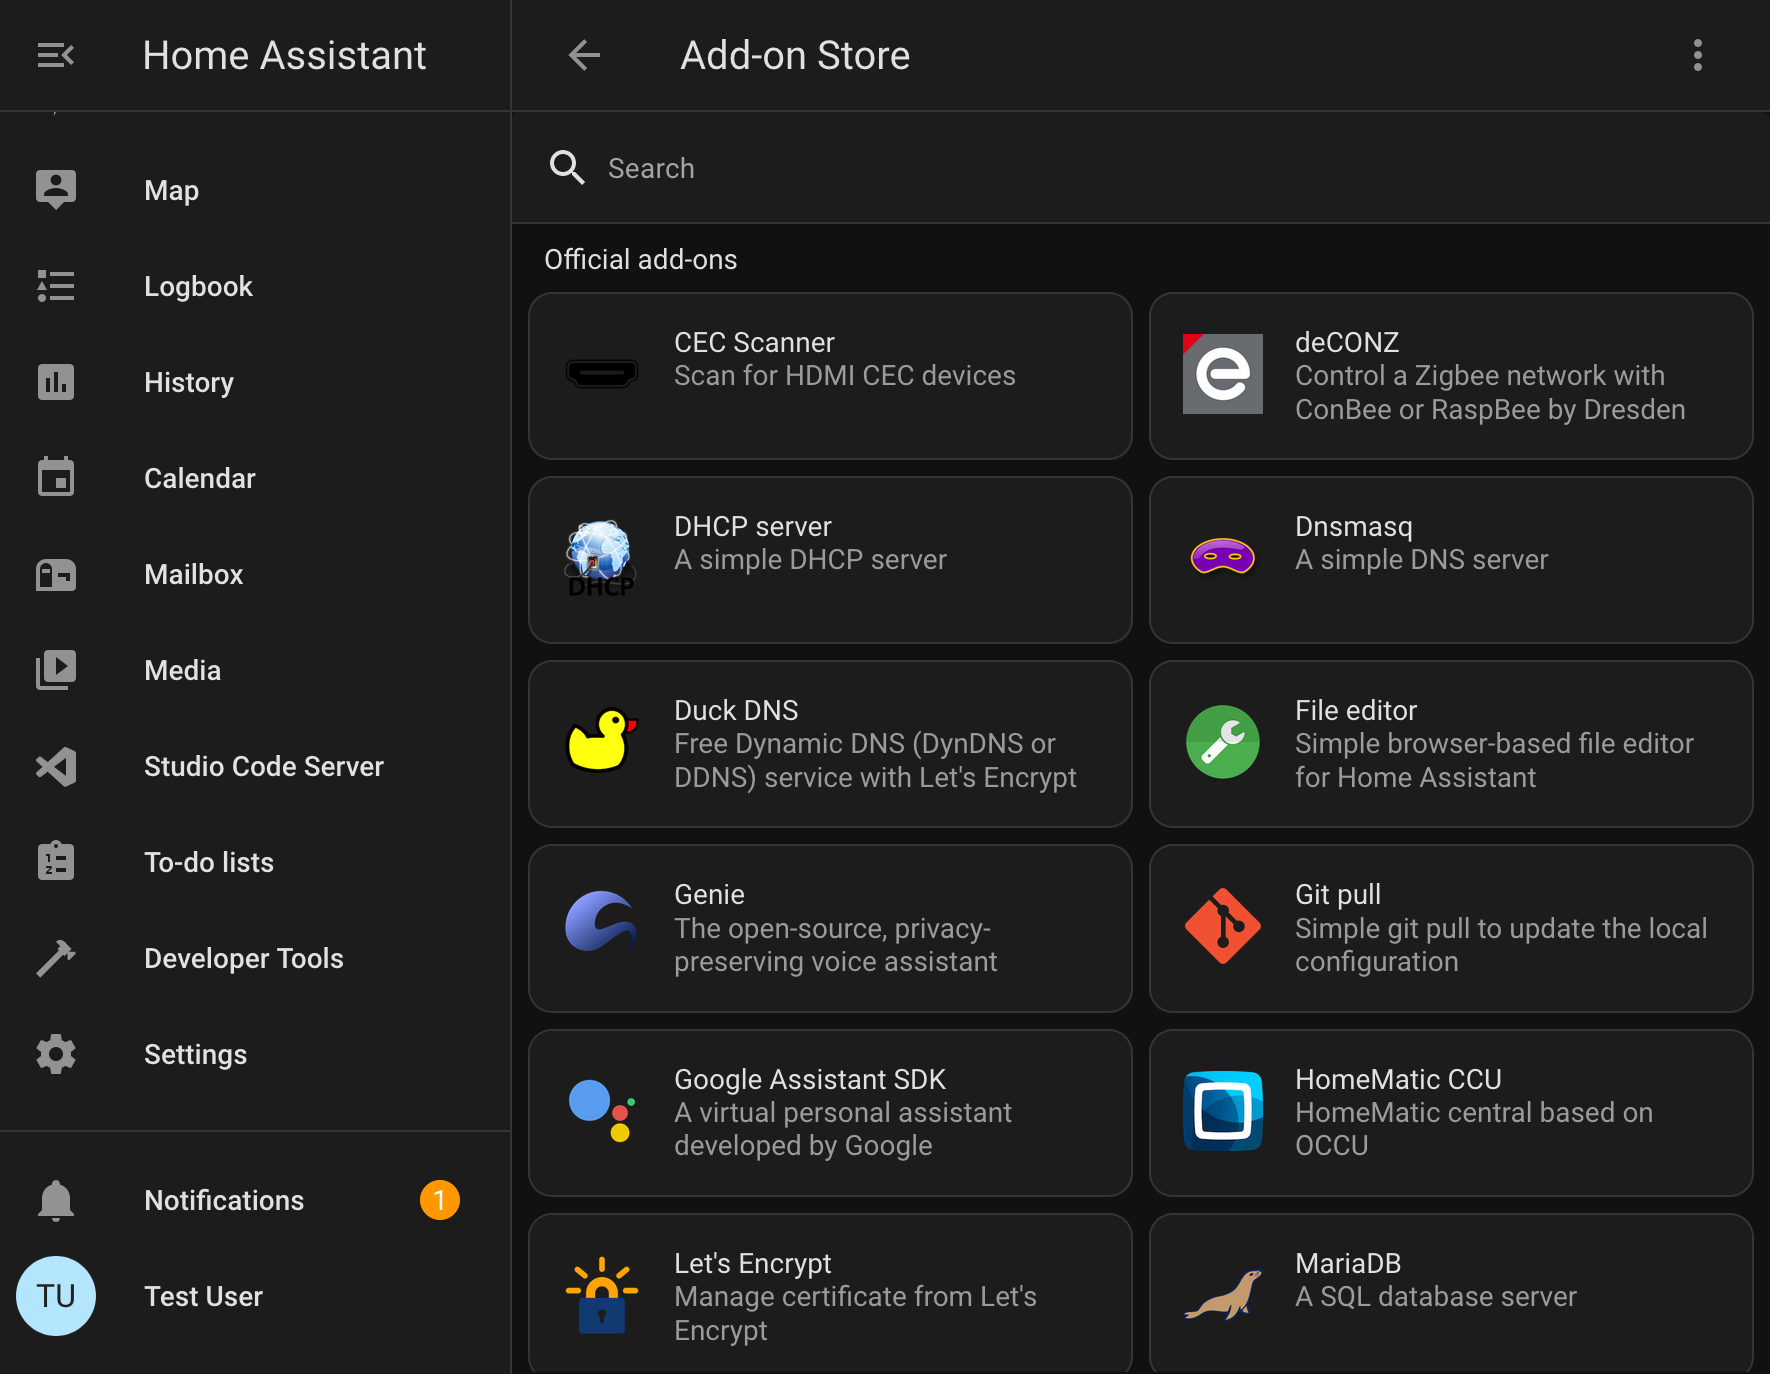 Home Assistant
Add-on Store
Map
Logbook
History
Calendar
Mailbox
Media
Studio Code Server
To-do lists
Developer Tools
Settings
Notifications
1
TU
Test User
Search
Official add-ons
CEC Scanner
Scan for HDMI CEC devices
deCONZ
Control a Zigbee network with
ConBee or RaspBee by Dresden
DHCP
DHCP server
A simple DHCP server
Dnsmasq
A simple DNS server
Duck DNS
Free Dynamic DNS (DynDNS or
DDNS) service with Let's Encrypt
File editor
Simple browser-based file editor
for Home Assistant
Genie
The open-source, privacy-
preserving voice assistant
Git pull
Simple git pull to update the local
configuration
Google Assistant SDK
A virtual personal assistant
developed by Google
HomeMatic CCU
HomeMatic central based on
OCCU
Let's Encrypt
Manage certificate from Let's
Encrypt
MariaDB
A SQL database server